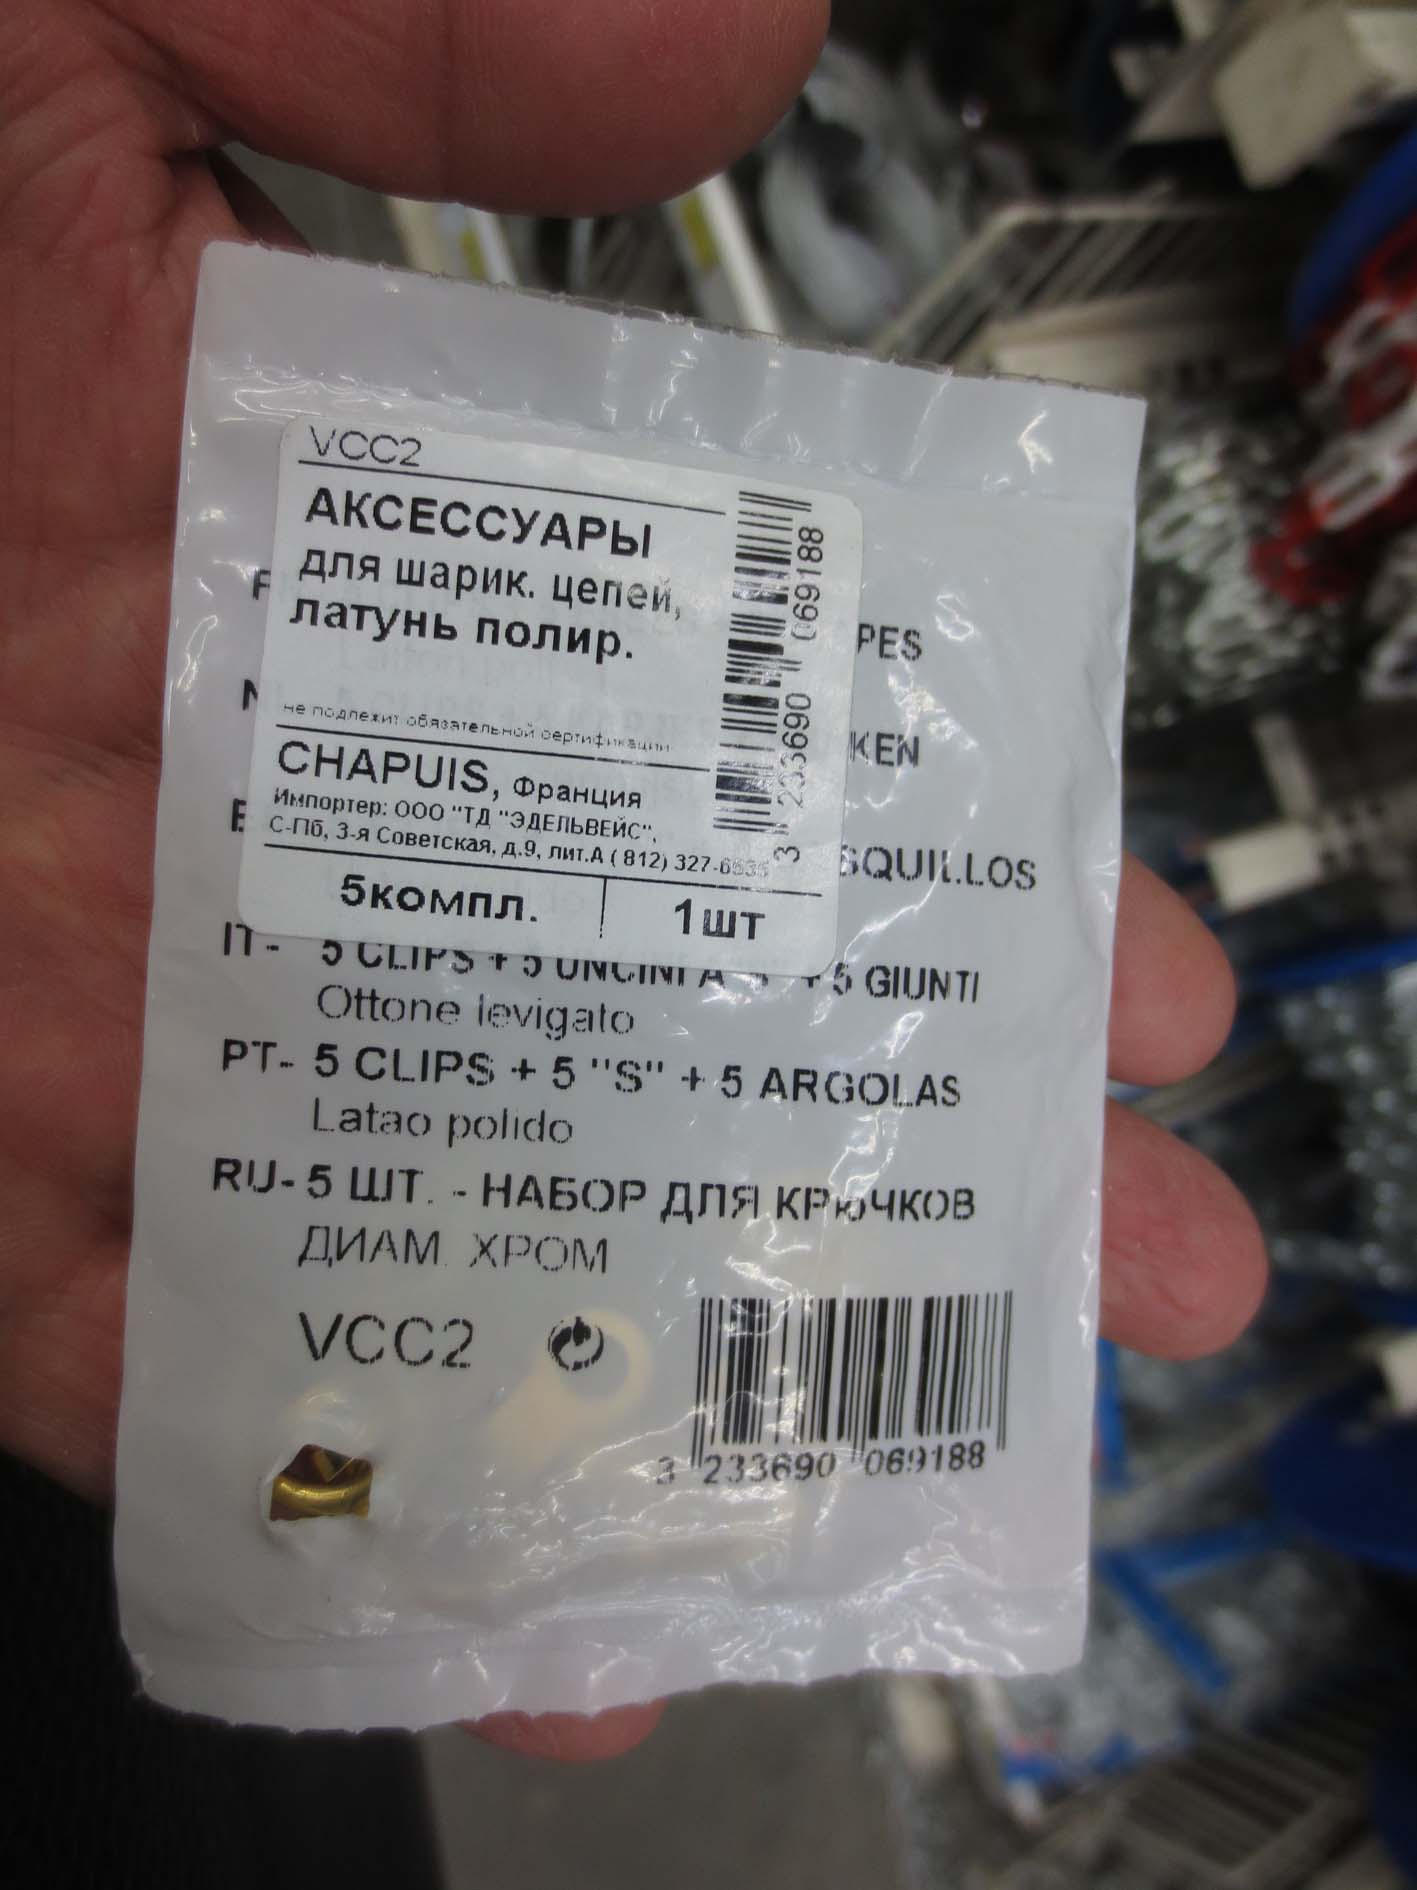 VCC2
АКСЕССУАРЫ
для шарик. цепей,
латунь полир.
не подлежит обязательной сертификации
CHAPUIS, Франция
Импортер: ООО "ТД "ЭДЕЛЬВЕЙС",
С-Пб, 3-я Советская, д.9, лит.А ( 812) 327-6635
5компл. 1шт
3 233690 069188
PES
KEN
SQUILLOS
IT- 5 CLIPS + 5 UNCINI A "S" + 5 GIUNTI
Ottone levigato
PT- 5 CLIPS + 5 "S" + 5 ARGOLAS
Latao polido
RU- 5 ШТ. - НАБОР ДЛЯ КРЮЧКОВ
ДИАМ. ХРОМ
VCC2
3 233690 069188